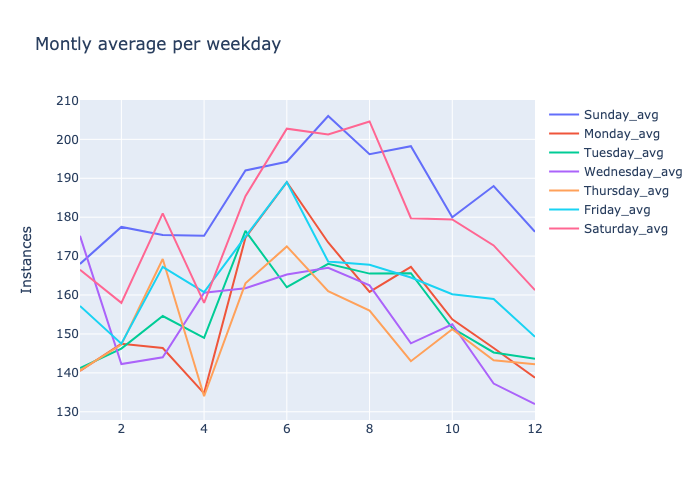 Montly average per weekday
Instances
210
200
190
180
170
160
150
140
130
2
4
6
8
10
12
Sunday_avg
Monday_avg
Tuesday_avg
Wednesday_avg
Thursday_avg
Friday_avg
Saturday_avg